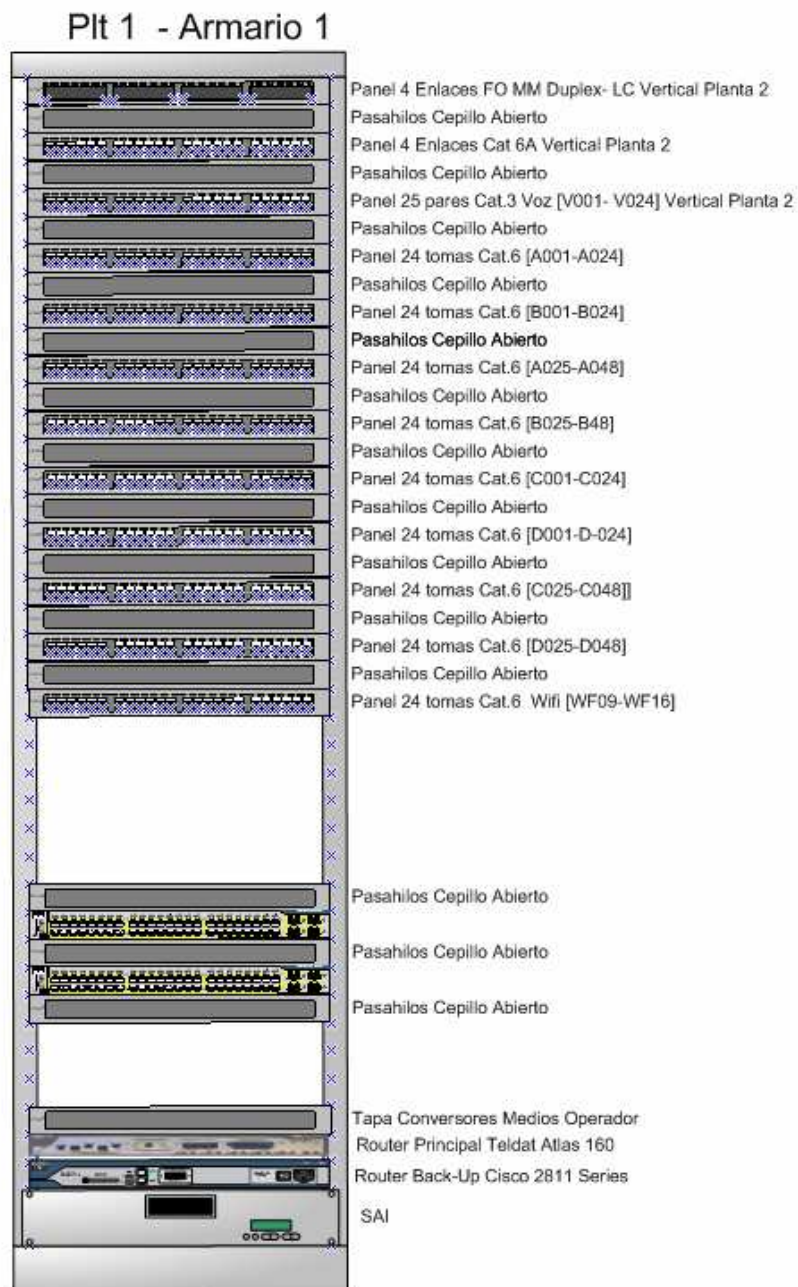 Plt 1 - Armario 1
Panel 4 Enlaces FO MM Duplex- LC Vertical Planta 2
Pasahilos Cepillo Abierto
Panel 4 Enlaces Cat 6A Vertical Planta 2
Pasahilos Cepillo Abierto
Panel 25 pares Cat.3 Voz [V001- V024] Vertical Planta 2
Pasahilos Cepillo Abierto
Panel 24 tomas Cat.6 [A001-A024]
Pasahilos Cepillo Abierto
Panel 24 tomas Cat.6 [B001-B024]
Pasahilos Cepillo Abierto
Panel 24 tomas Cat.6 [A025-A048]
Pasahilos Cepillo Abierto
Panel 24 tomas Cat.6 [B025-B48]
Pasahilos Cepillo Abierto
Panel 24 tomas Cat.6 [C001-C024]
Pasahilos Cepillo Abierto
Panel 24 tomas Cat.6 [D001-D-024]
Pasahilos Cepillo Abierto
Panel 24 tomas Cat.6 [C025-C048]]
Pasahilos Cepillo Abierto
Panel 24 tomas Cat.6 [D025-D048]
Pasahilos Cepillo Abierto
Panel 24 tomas Cat.6 Wifi [WF09-WF16]
Pasahilos Cepillo Abierto
Pasahilos Cepillo Abierto
Pasahilos Cepillo Abierto
Tapa Conversores Medios Operador
Router Principal Teldat Atlas 160
Router Back-Up Cisco 2811 Series
SAI